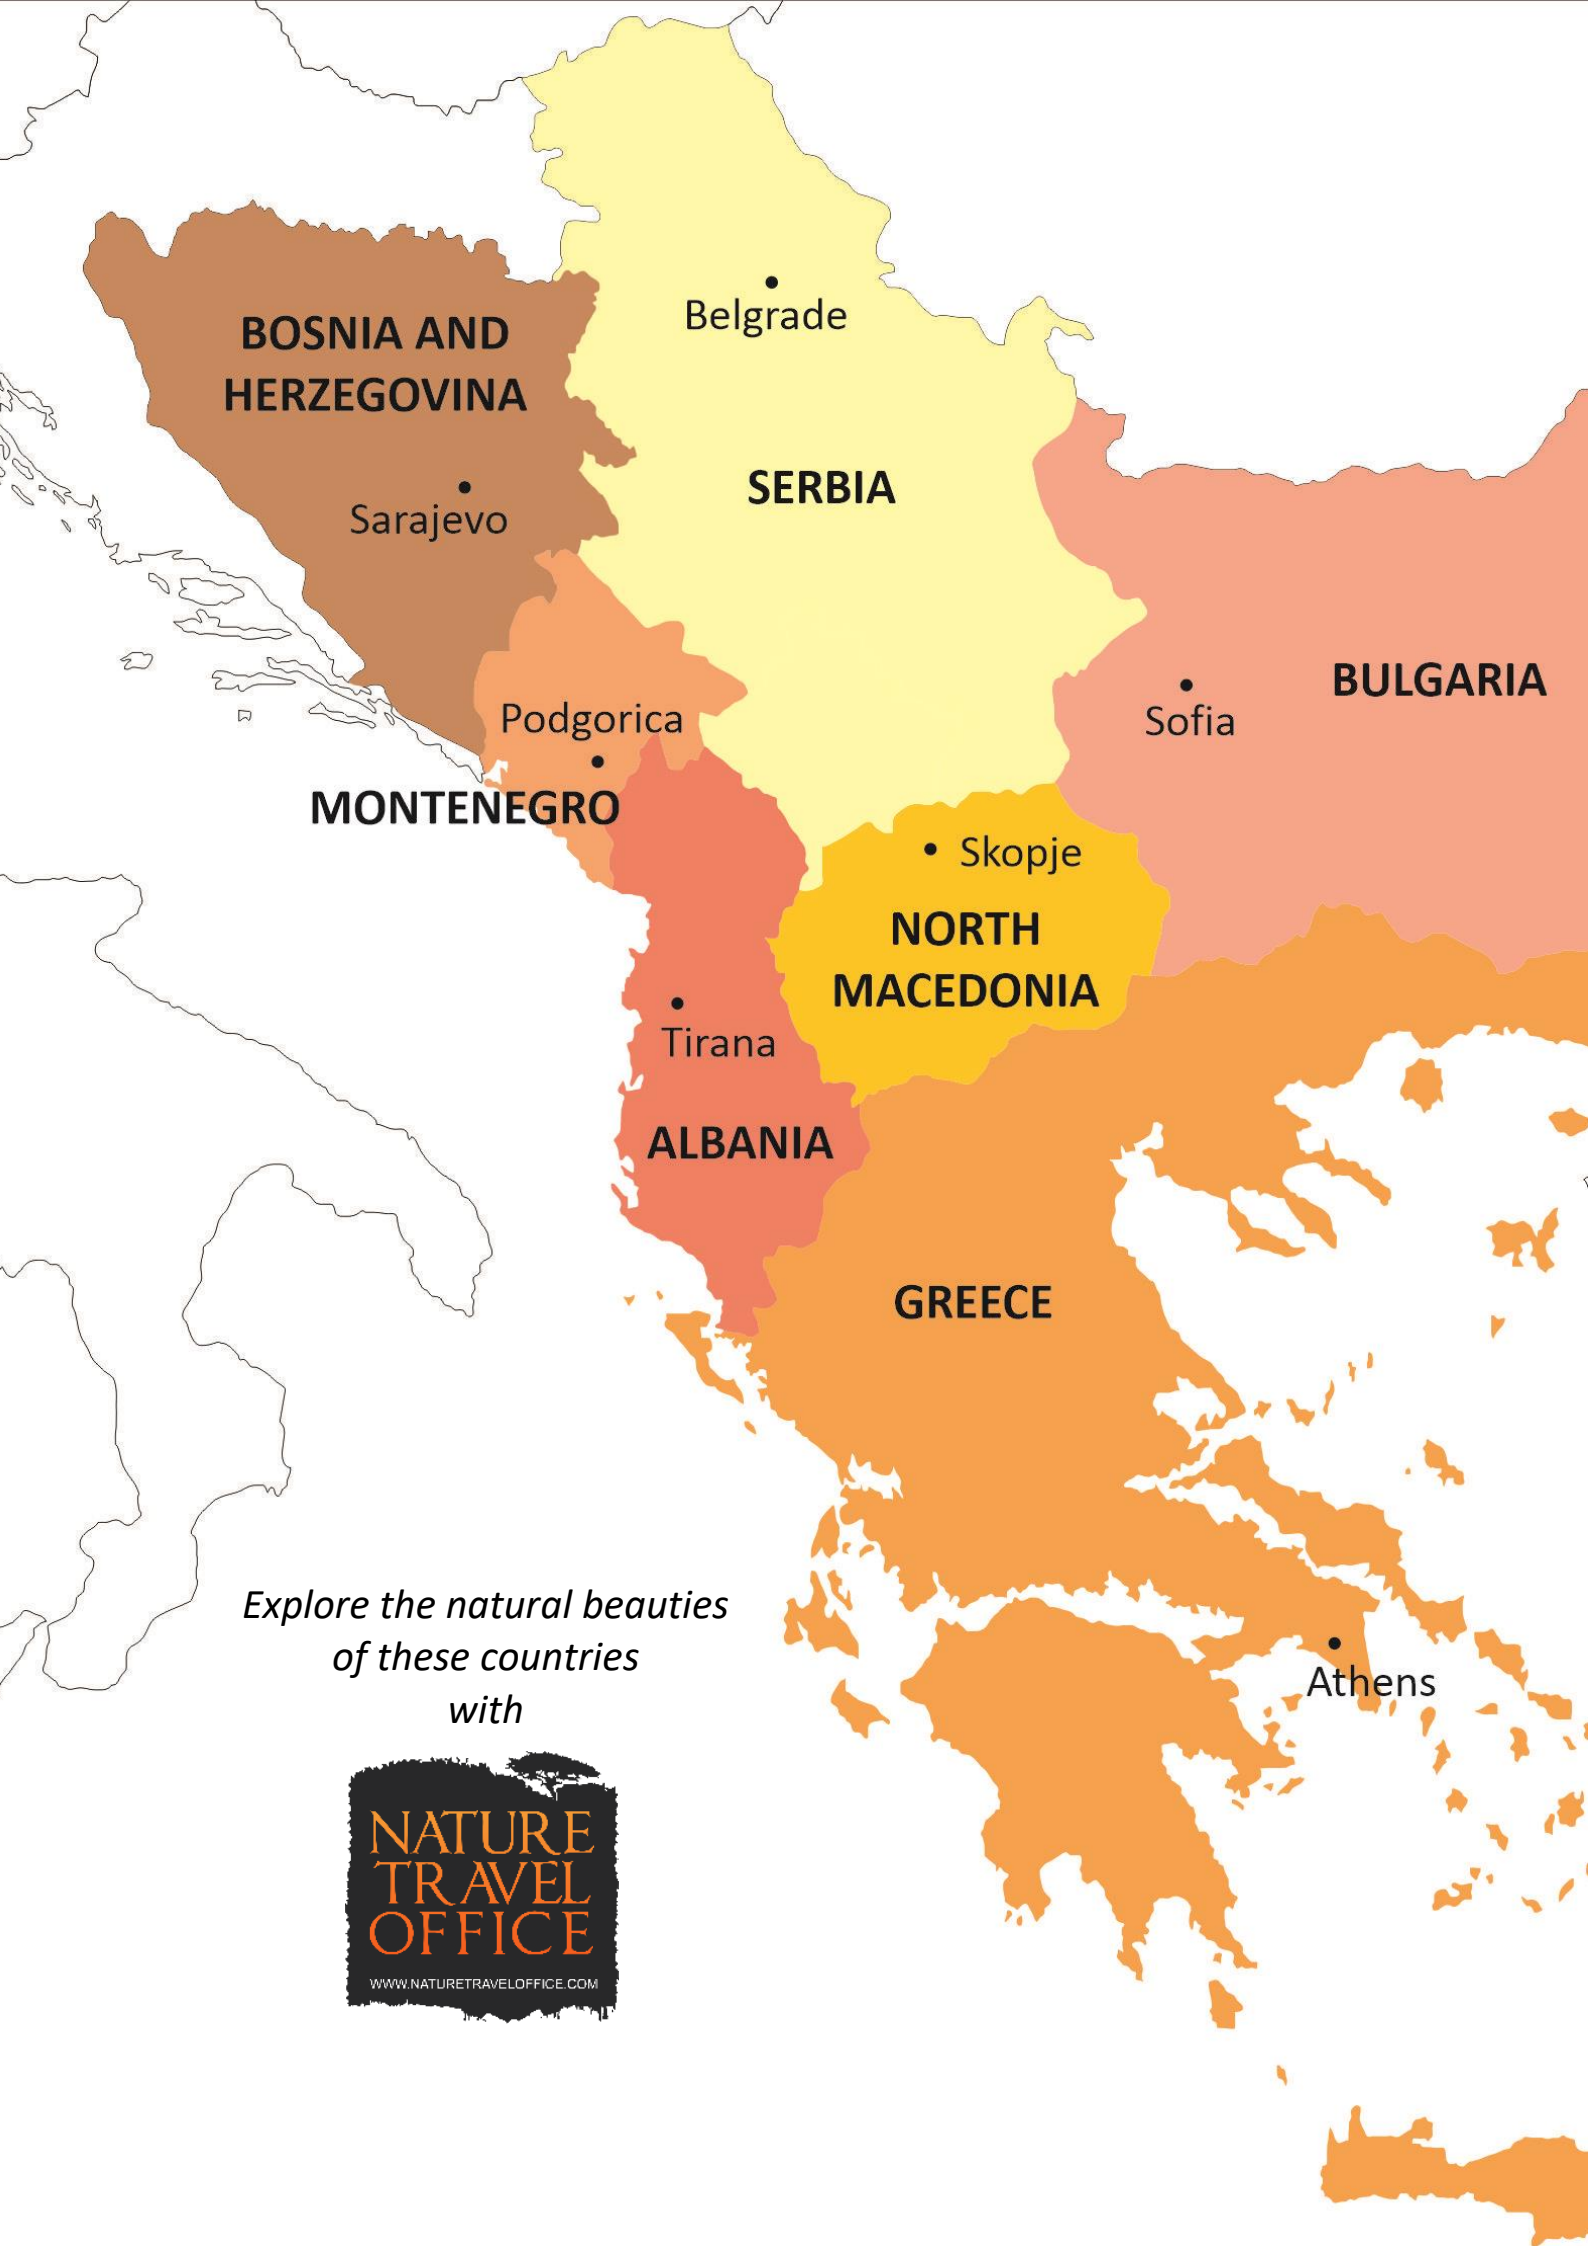 Belgrade
BOSNIA AND
HERZEGOVINA
SERBIA
Sarajevo
BULGARIA
Podgorica
Sofia
MONTENEGRO
Skopje
NORTH
MACEDONIA
Tirana
ALBANIA
GREECE
Explore the natural beauties
of these countries
with
Athens
NATURE
TRAVEL
OFFICE
WWW.NATURETRAVELOFFICE.COM